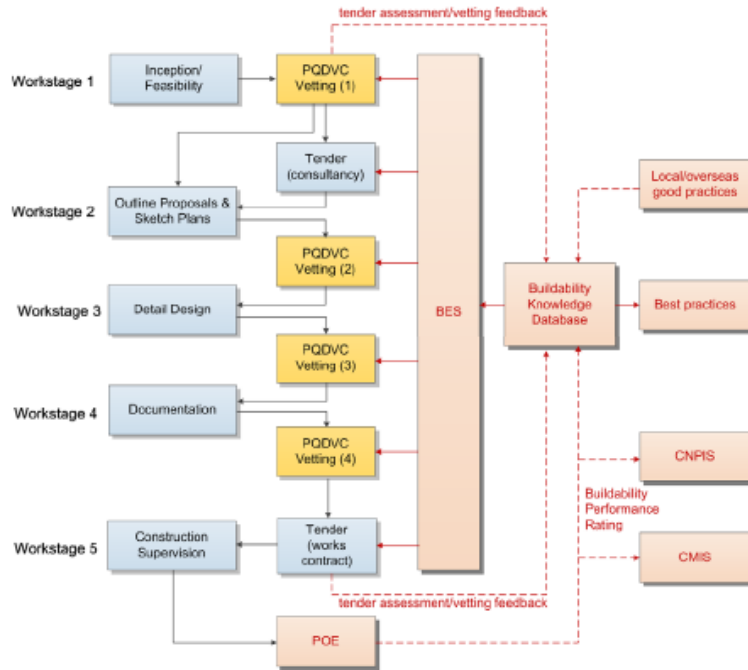 tender assessment/vetting feedback
Workstage 1
Inception/
Feasibility
PQDVC
Vetting (1)
Tender
(consultancy)
Local/overseas
good practices
Workstage 2
Outline Proposals &
Sketch Plans
PQDVC
Vetting (2)
Workstage 3
Detail Design
BES
Buildability
Knowledge
Database
Best practices
PQDVC
Vetting (3)
Workstage 4
Documentation
PQDVC
Vetting (4)
CNPIS
Buildability
Performance
Rating
Workstage 5
Construction
Supervision
Tender
(works
contract)
CMIS
tender assessment/vetting feedback
POE